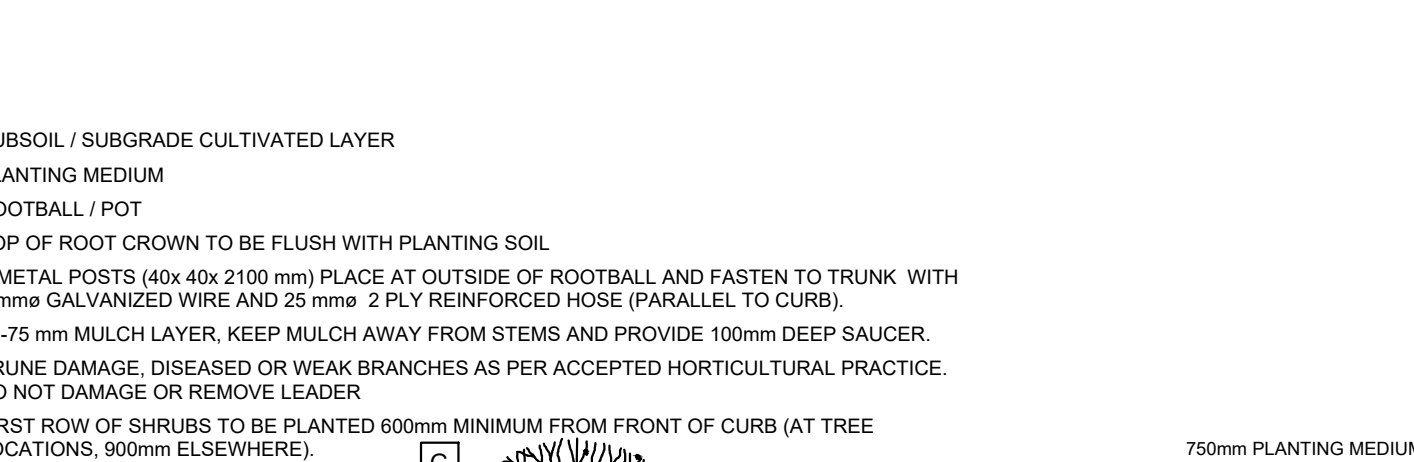 UBSOIL / SUBGRADE CULTIVATED LAYER
LANTING MEDIUM
OOTBALL / POT
OP OF ROOT CROWN TO BE FLUSH WITH PLANTING SOIL
METAL POSTS (40x 40x 2100 mm) PLACE AT OUTSIDE OF ROOTBALL AND FASTEN TO TRUNK WITH
mmø GALVANIZED WIRE AND 25 mmø 2 PLY REINFORCED HOSE (PARALLEL TO CURB).
-75 mm MULCH LAYER, KEEP MULCH AWAY FROM STEMS AND PROVIDE 100mm DEEP SAUCER.
RUNE DAMAGE, DISEASED OR WEAK BRANCHES AS PER ACCEPTED HORTICULTURAL PRACTICE.
O NOT DAMAGE OR REMOVE LEADER
IRST ROW OF SHRUBS TO BE PLANTED 600mm MINIMUM FROM FRONT OF CURB (AT TREE
OCATIONS, 900mm ELSEWHERE).
750mm PLANTING MEDIUM